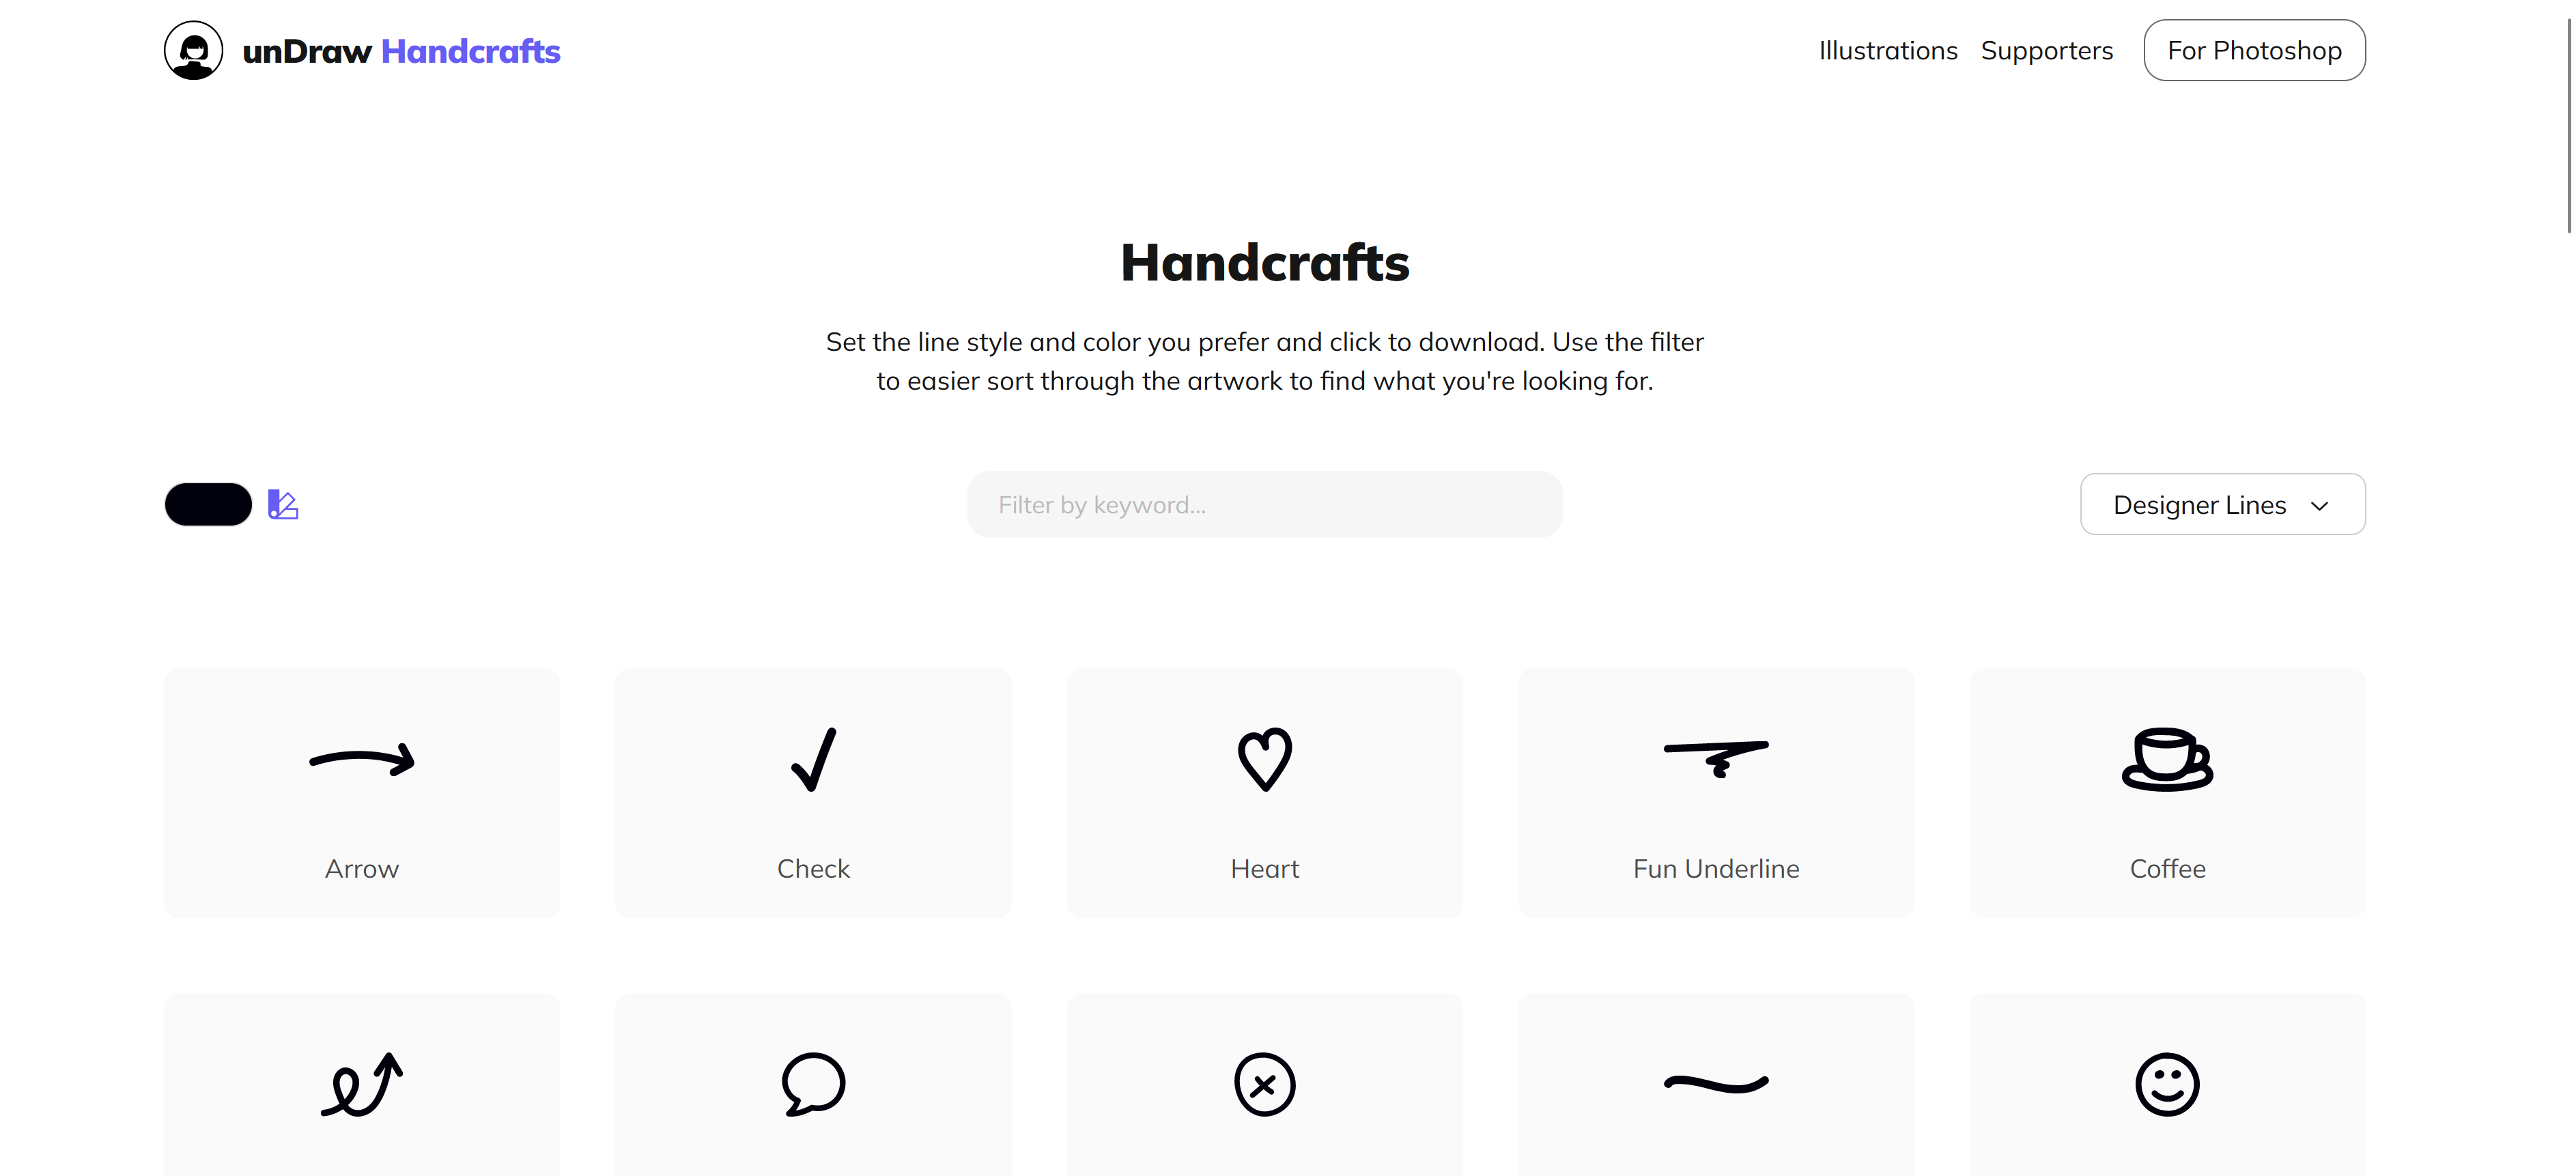 unDraw Handcrafts
Illustrations Supporters For Photoshop
Handcrafts
Set the line style and color you prefer and click to download. Use the filter
to easier sort through the artwork to find what you're looking for.
Filter by keyword...
Designer Lines
Arrow
Check
Heart
Fun Underline
Coffee